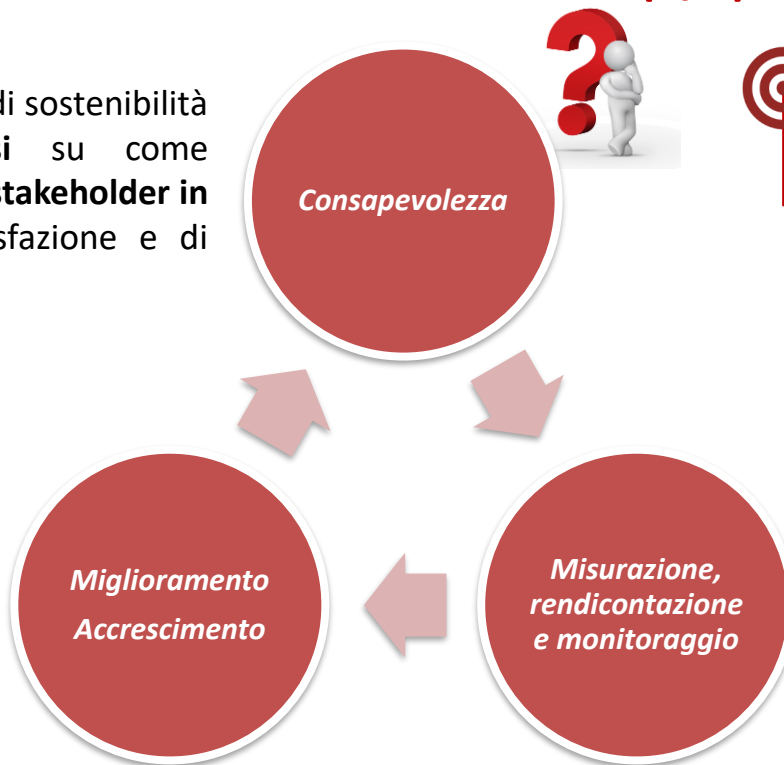 di sostenibilità
si su come
stakeholder in
sfazione e di
Consapevolezza
Misurazione,
rendicontazione
e monitoraggio
Miglioramento
Accrescimento